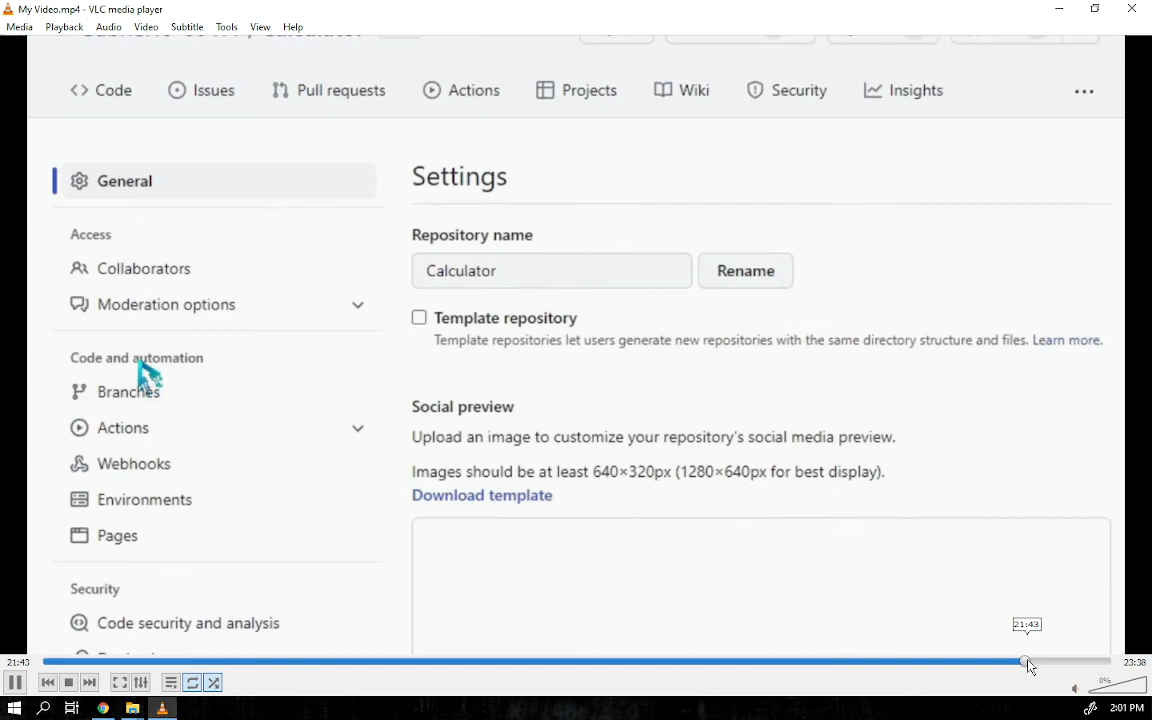 My Video.mp4 - VLC media player
Media Playback Audio Video Subtitle Tools View Help
Code Issues Pull requests Actions Projects Wiki Security Insights
General
Settings
Access
Repository name
Collaborators
Calculator Rename
Moderation options
Template repository
Template repositories let users generate new repositories with the same directory structure and files. Learn more.
Code and automation
Branches
Social preview
Actions
Upload an image to customize your repository's social media preview.
Webhooks
Images should be at least 640×320px (1280×640px for best display).
Download template
Environments
Pages
Security
Code security and analysis
21:43
21:43 23:38
0%
2:01 PM